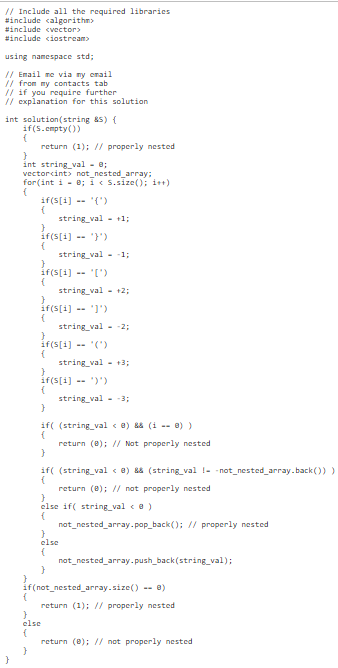 // Include all the required libraries
#include <algorithm>
#include <vector>
#include <iostream>
using namespace std;
// Email me via my email
// from my contacts tab
// if you require further
// explanation for this solution
int solution(string &S) {
if(S.empty())
{
return (1); // properly nested
}
int string_val = 0;
vector<int> not_nested_array;
for(int i = 0; i < S.size(); i++)
{
if(S[i] == '{')
{
string_val = +1;
}
if(S[i] == '}')
{
string_val = -1;
}
if(S[i] == '[')
{
string_val = +2;
}
if(S[i] == ']')
{
string_val = -2;
}
if(S[i] == '(')
{
string_val = +3;
}
if(S[i] == ')')
{
string_val = -3;
}
if( (string_val < 0) && (i == 0) )
{
return (0); // Not properly nested
}
if( (string_val < 0) && (string_val != -not_nested_array.back()) )
{
return (0); // not properly nested
}
else if( string_val < 0 )
{
not_nested_array.pop_back(); // properly nested
}
else
{
not_nested_array.push_back(string_val);
}
}
if(not_nested_array.size() == 0)
{
return (1); // properly nested
}
else
{
return (0); // not properly nested
}
}